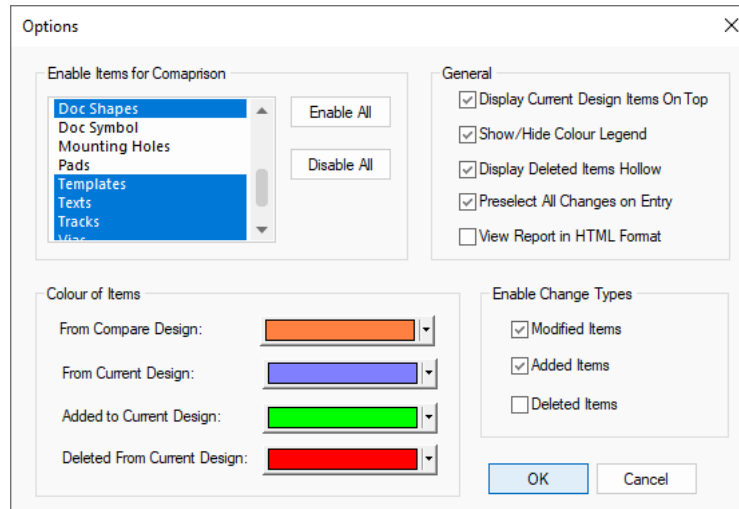 Options
Enable Items for Comaprison
Doc Shapes
Doc Symbol
Mounting Holes
Pads
Templates
Texts
Tracks
Vias
Enable All
Disable All
General
Display Current Design Items On Top
Show/Hide Colour Legend
Display Deleted Items Hollow
Preselect All Changes on Entry
View Report in HTML Format
Colour of Items
From Compare Design:
From Current Design:
Added to Current Design:
Deleted From Current Design:
Enable Change Types
Modified Items
Added Items
Deleted Items
OK
Cancel